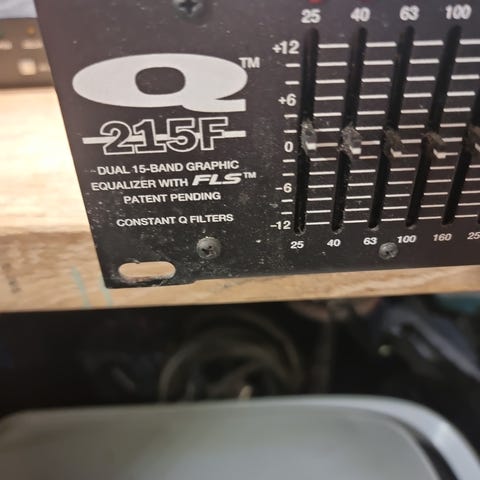 25 40 63 100
Q™
215F
DUAL 15-BAND GRAPHIC
EQUALIZER WITH FLS™
PATENT PENDING
CONSTANT Q FILTERS
+12
+6
0
-6
-12
25 40 63 100 160 25